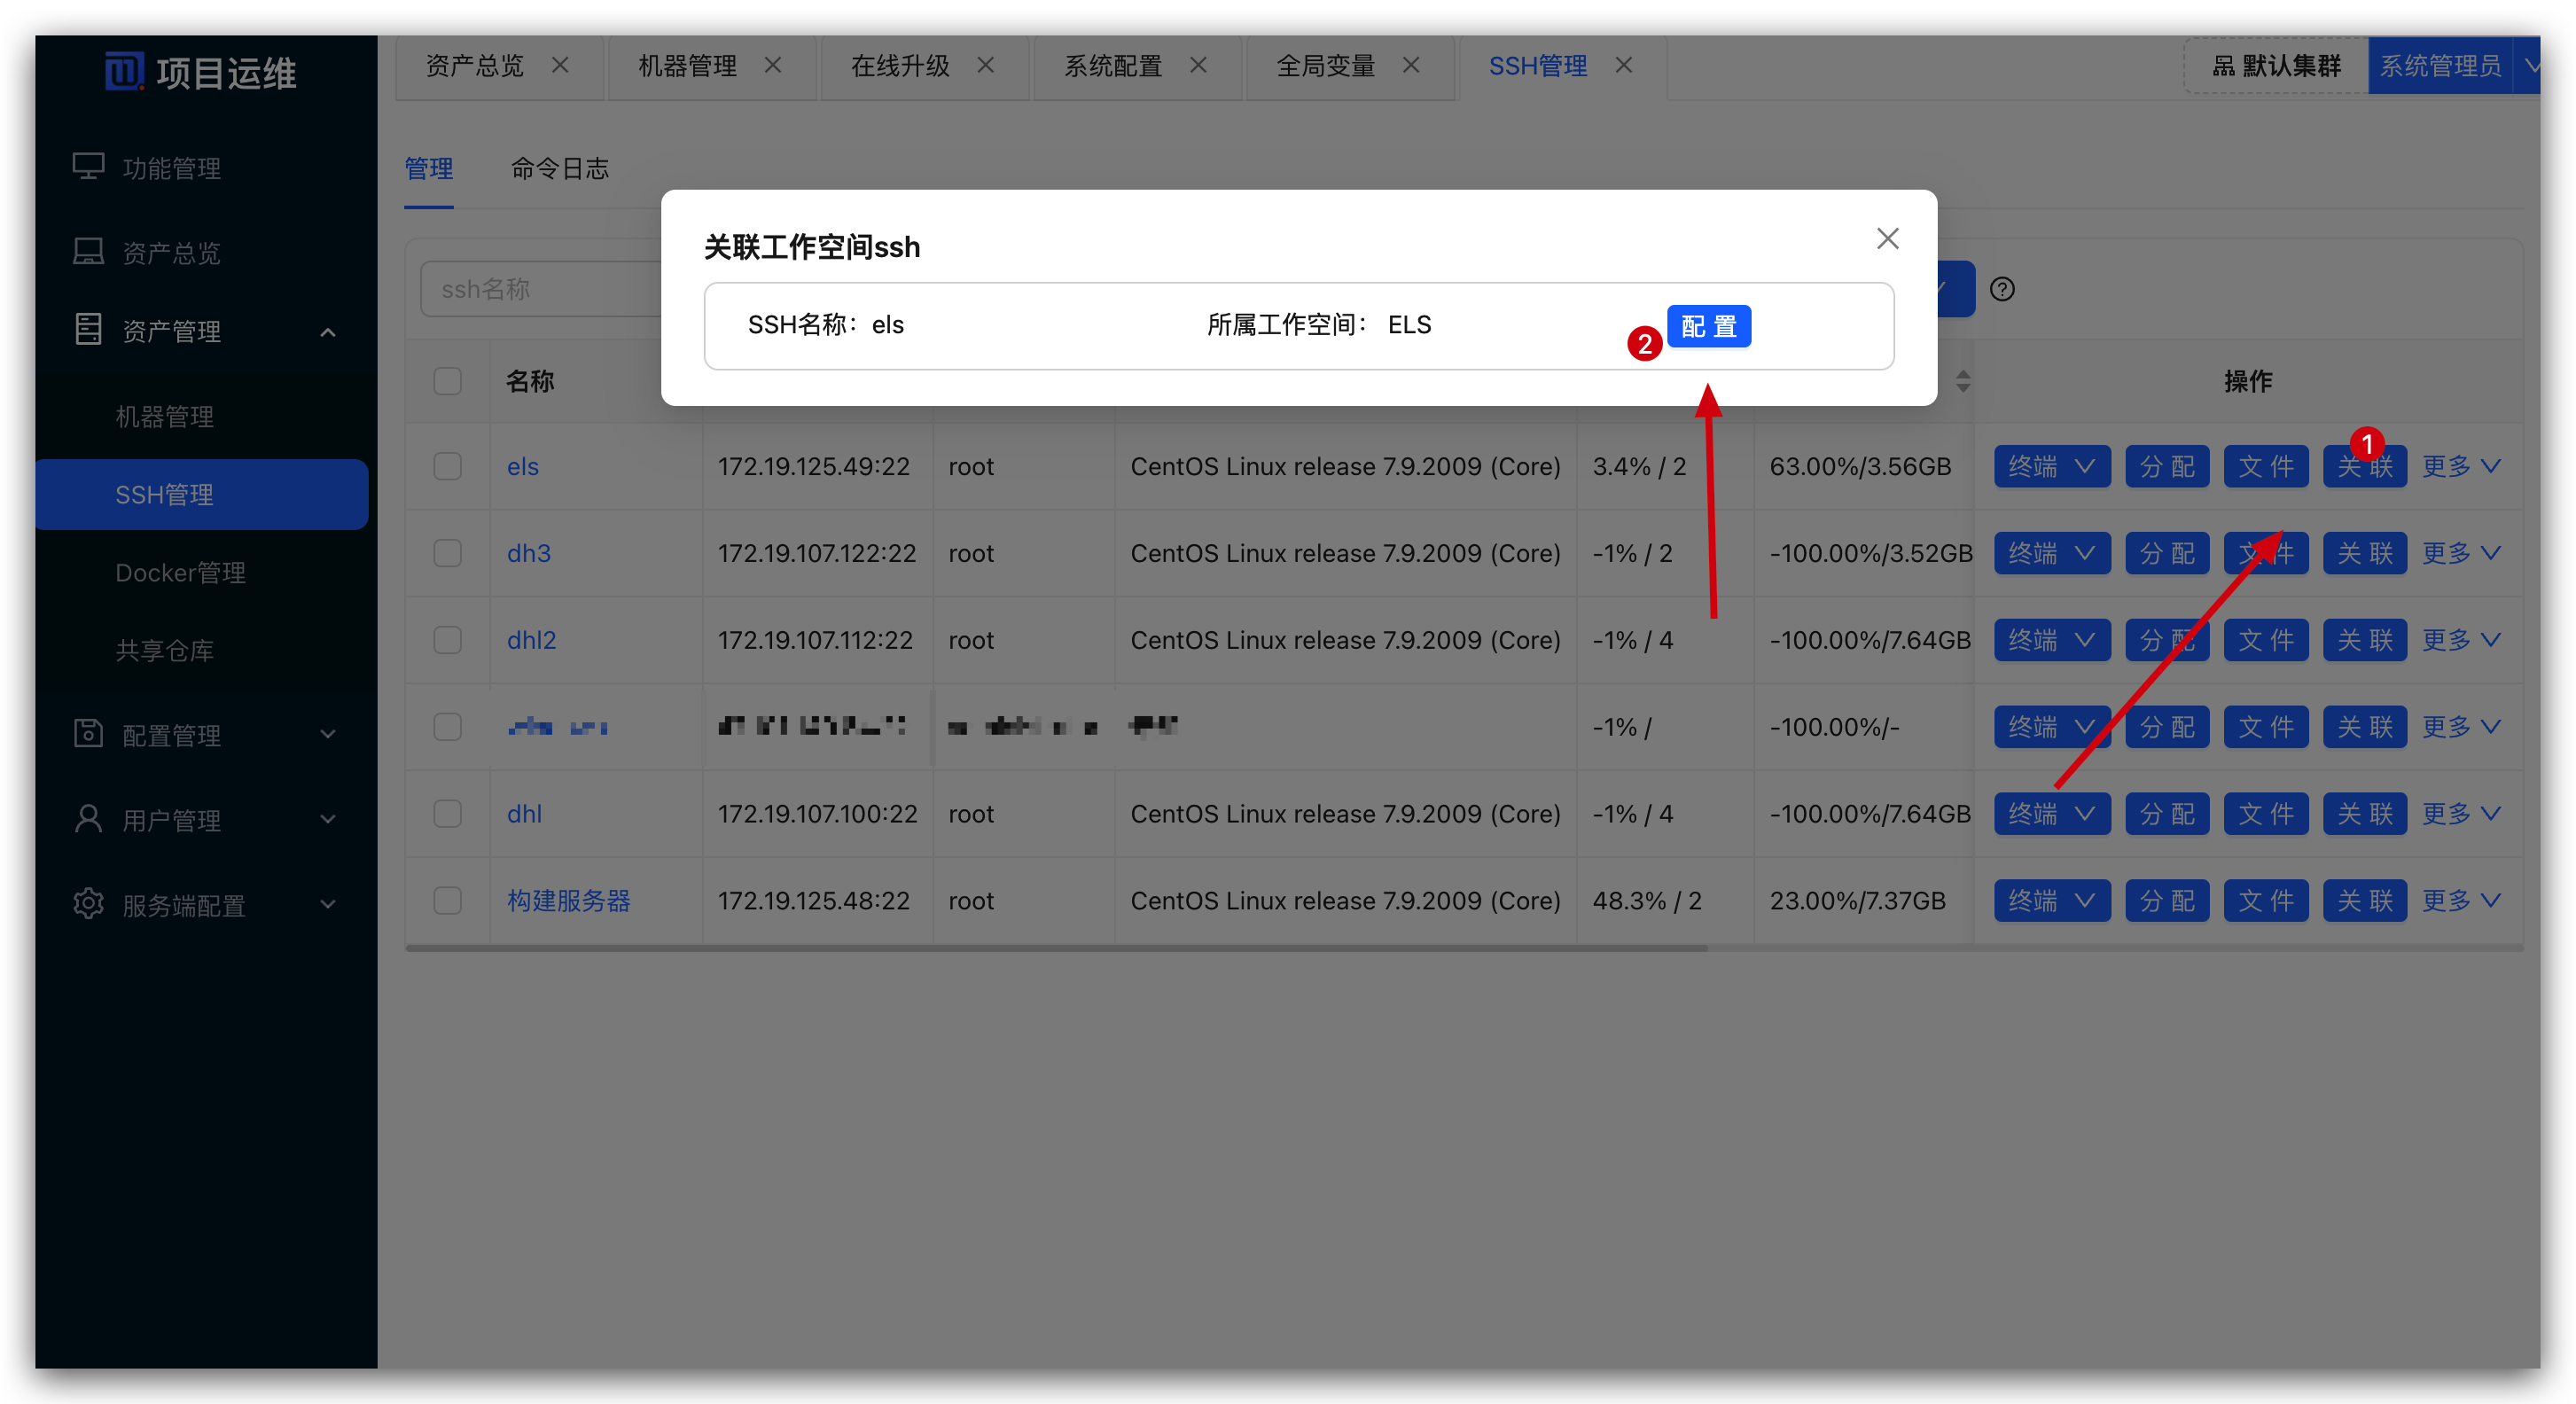 项目运维
资产总览 机器管理 在线升级 系统配置 全局变量 SSH管理 默认集群 系统管理员
功能管理
资产总览
资产管理
机器管理
SSH管理
Docker管理
共享仓库
配置管理
用户管理
服务端配置
管理 命令日志
ssh名称
关联工作空间ssh
SSH名称：els 所属工作空间： ELS 配 置
2
名称 操作
1
els 172.19.125.49:22 root CentOS Linux release 7.9.2009 (Core) 3.4% / 2 63.00%/3.56GB 终端 分 配 文 件 关 联 更多
dh3 172.19.107.122:22 root CentOS Linux release 7.9.2009 (Core) -1% / 2 -100.00%/3.52GB 终端 分 配 文 件 关 联 更多
dhl2 172.19.107.112:22 root CentOS Linux release 7.9.2009 (Core) -1% / 4 -100.00%/7.64GB 终端 分 配 文 件 关 联 更多
-1% / -100.00%/- 终端 分 配 文 件 关 联 更多
dhl 172.19.107.100:22 root CentOS Linux release 7.9.2009 (Core) -1% / 4 -100.00%/7.64GB 终端 分 配 文 件 关 联 更多
构建服务器 172.19.125.48:22 root CentOS Linux release 7.9.2009 (Core) 48.3% / 2 23.00%/7.37GB 终端 分 配 文 件 关 联 更多